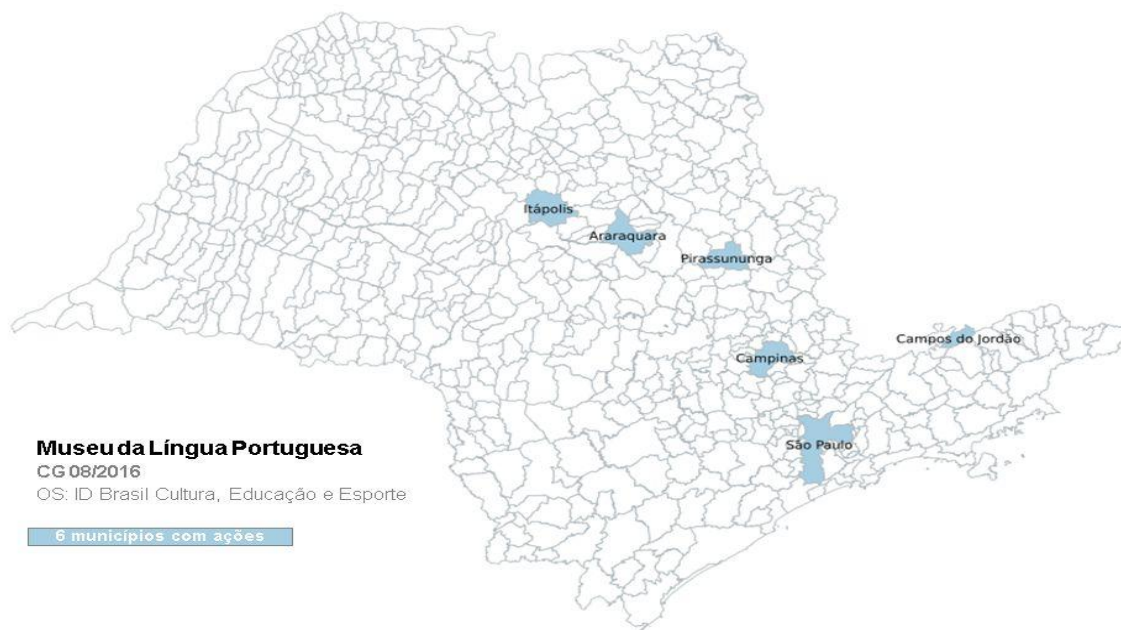 Itápolis
Araraquara
Pirassununga
Campos do Jordão
Campinas
São Paulo
Museu da Língua Portuguesa
CG 08/2016
OS: ID Brasil Cultura, Educação e Esporte
6 municípios com ações